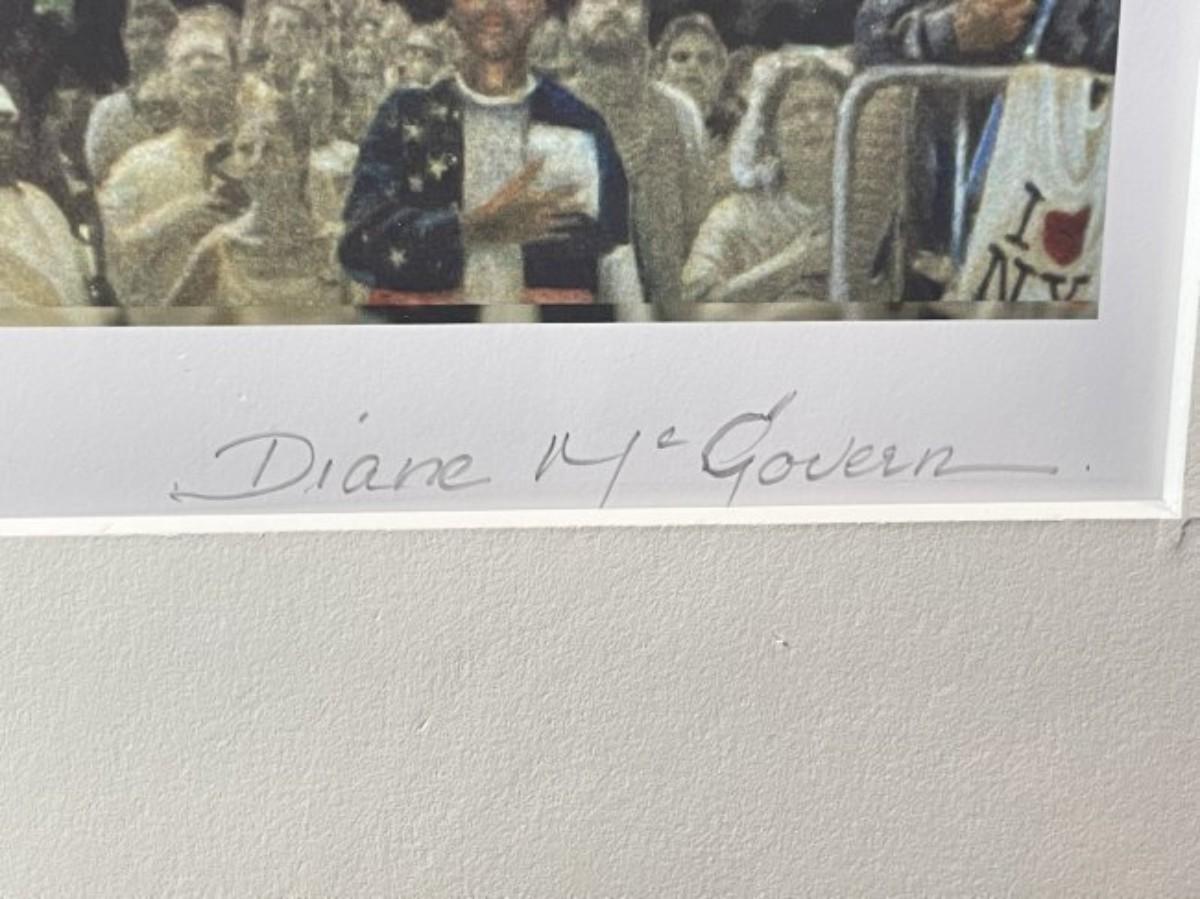 I ❤ NY
Diane McGovern.